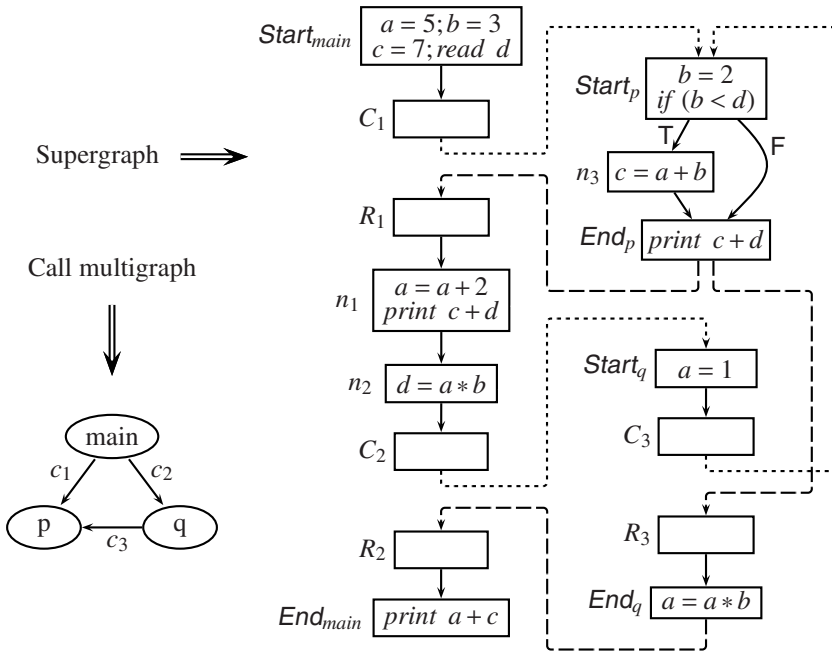 Supergraph
Call multigraph
main
c1
c2
p
q
c3
Startmain
a = 5; b = 3
c = 7; read d
C1
R1
n1
a = a + 2
print c + d
n2
d = a ∗ b
C2
R2
Endmain
print a + c
Startp
b = 2
if (b < d)
T
F
n3
c = a + b
Endp
print c + d
Startq
a = 1
C3
R3
Endq
a = a ∗ b